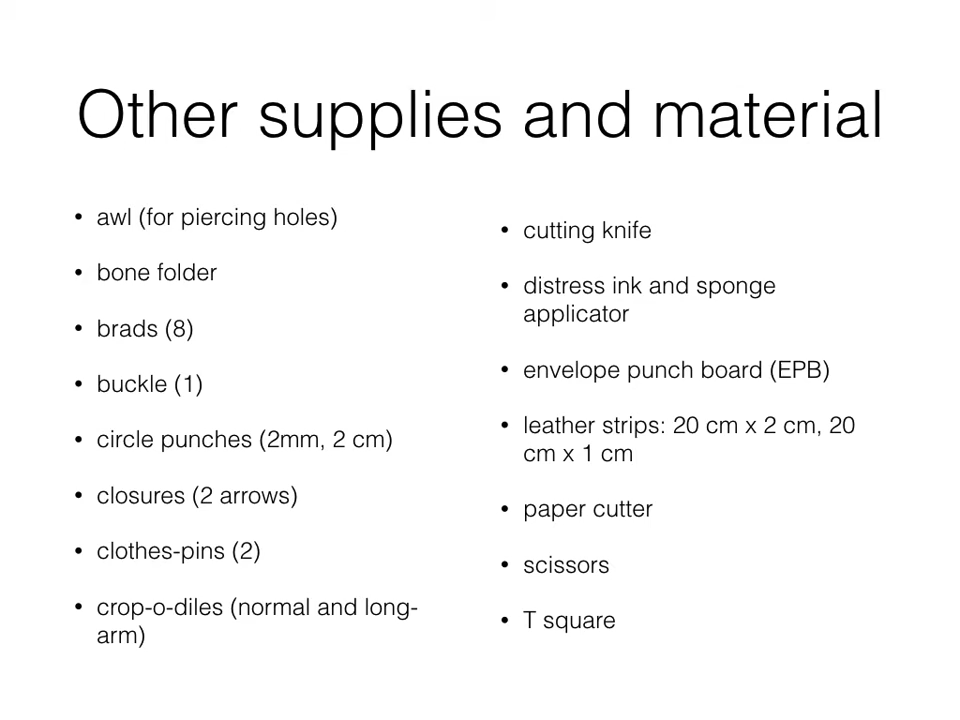 Other supplies and material
• awl (for piercing holes)
• bone folder
• brads (8)
• buckle (1)
• circle punches (2mm, 2 cm)
• closures (2 arrows)
• clothes-pins (2)
• crop-o-diles (normal and long-
arm)
• cutting knife
• distress ink and sponge
applicator
• envelope punch board (EPB)
• leather strips: 20 cm x 2 cm, 20
cm x 1 cm
• paper cutter
• scissors
• T square